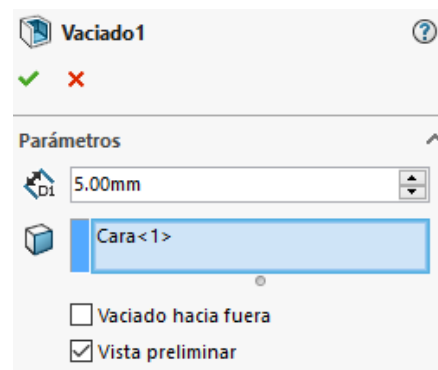 Vaciado1
?
Parámetros
D1 5.00mm
Cara<1>
Vaciado hacia fuera
Vista preliminar